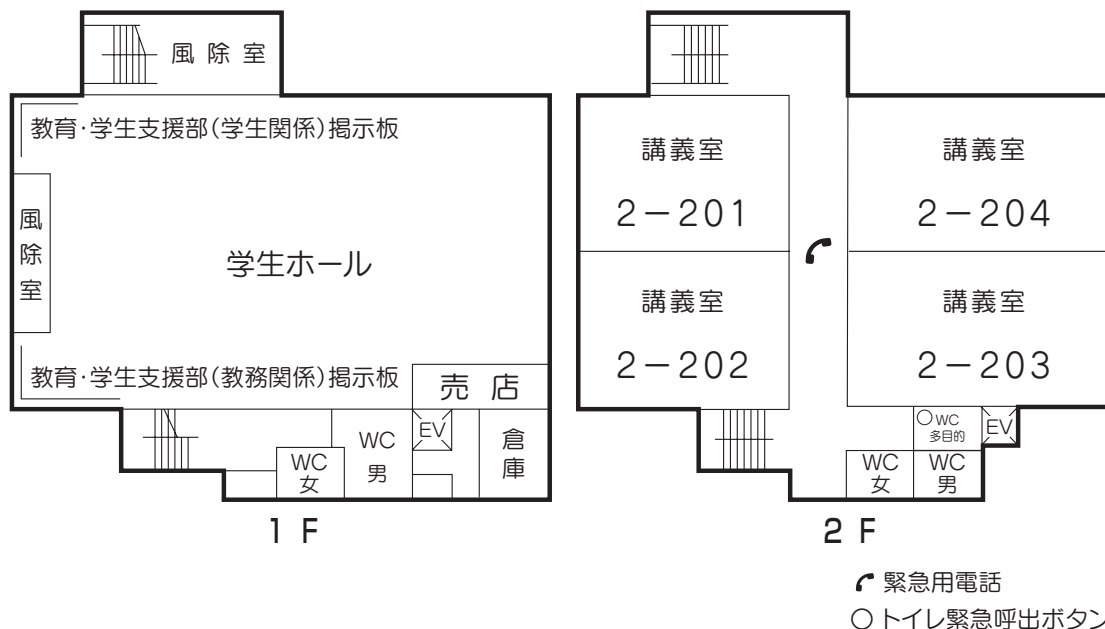 風除室
教育・学生支援部(学生関係)掲示板
風除室
学生ホール
教育・学生支援部(教務関係)掲示板
売店
EV
倉庫
WC
男
WC
女
1F
講義室
2-201
講義室
2-204
講義室
2-202
講義室
2-203
WC
多目的
EV
WC
女
WC
男
2F
緊急用電話
トイレ緊急呼出ボタン